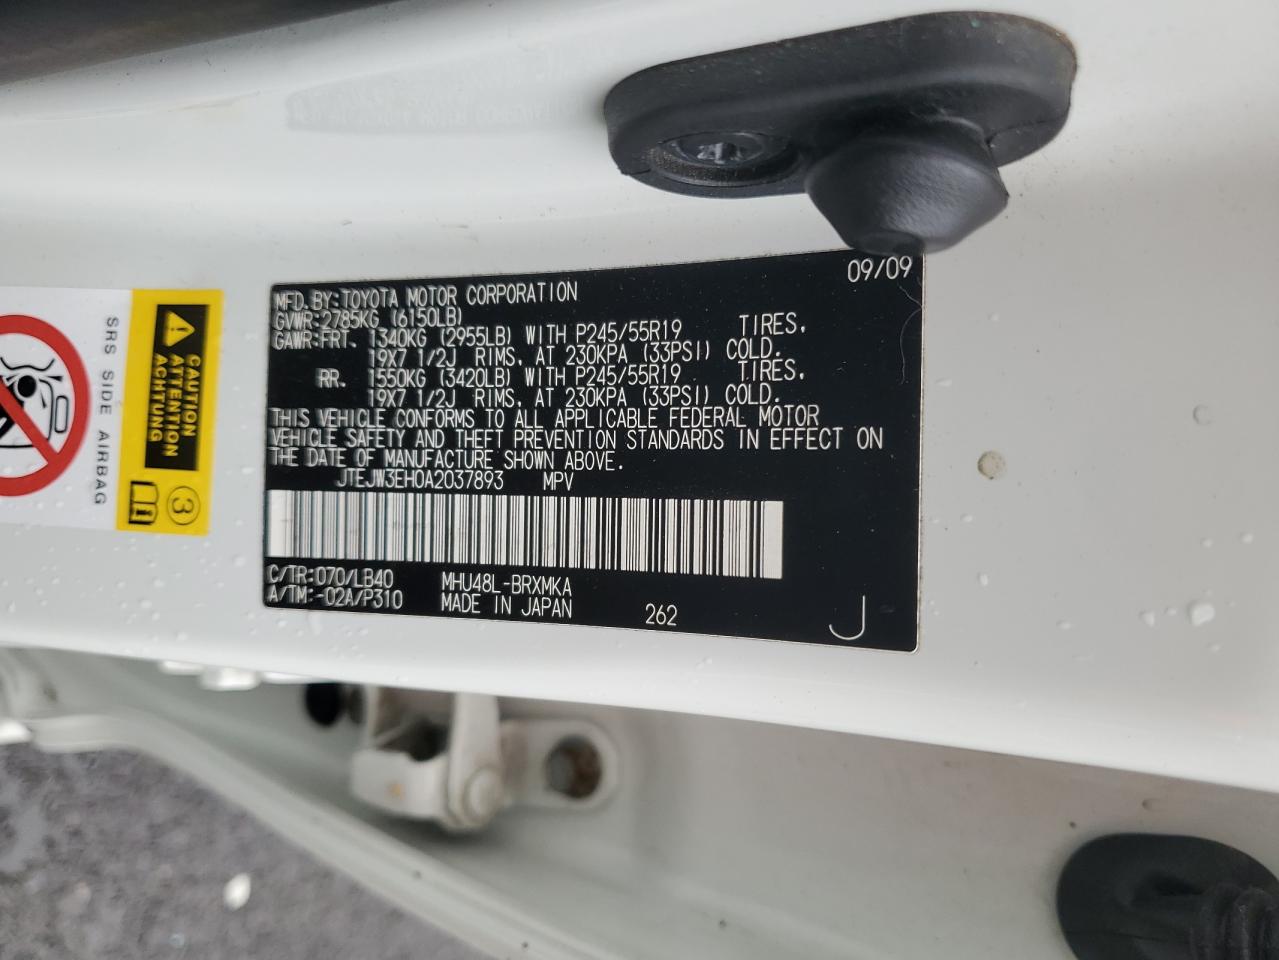 09/09
MFD. BY: TOYOTA MOTOR CORPORATION
GVWR: 2785KG (6150LB)
GAWR: FRT. 1340KG (2955LB) WITH P245/55R19 TIRES,
19X7 1/2J RIMS, AT 230KPA (33PSI) COLD.
RR. 1550KG (3420LB) WITH P245/55R19 TIRES,
19X7 1/2J RIMS, AT 230KPA (33PSI) COLD.
THIS VEHICLE CONFORMS TO ALL APPLICABLE FEDERAL MOTOR
VEHICLE SAFETY AND THEFT PREVENTION STANDARDS IN EFFECT ON
THE DATE OF MANUFACTURE SHOWN ABOVE.
JTEJW3EH0A2037893 MPV
C/TR: 070/LB40 MHU48L-BRXMKA
A/TM: -02A/P310 MADE IN JAPAN 262
J
CAUTION
ATTENTION
ACHTUNG
3
SRS SIDE AIRBAG